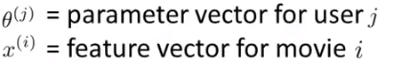 θ⁽ʲ⁾ = parameter vector for user j
x⁽ⁱ⁾ = feature vector for movie i